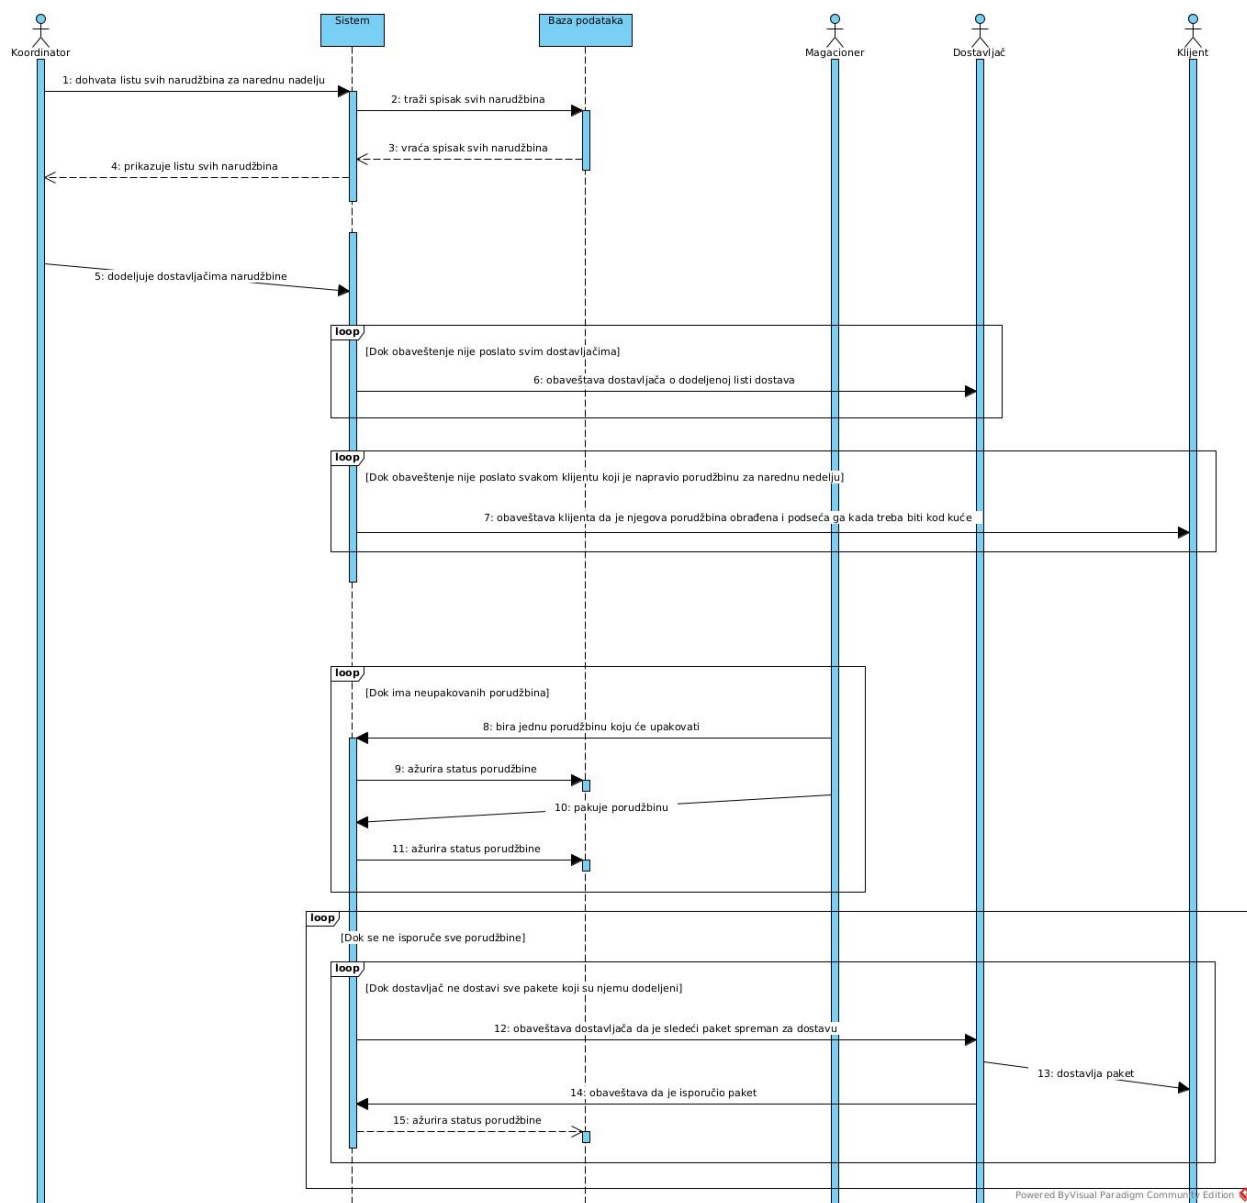 Koordinator
Sistem
Baza podataka
Magacioner
Dostavljač
Klijent
1: dohvata listu svih narudžbina za narednu nadelju
2: traži spisak svih narudžbina
3: vraća spisak svih narudžbina
4: prikazuje listu svih narudžbina
5: dodeljuje dostavljačima narudžbine
loop
[Dok obaveštenje nije poslato svim dostavljačima]
6: obaveštava dostavljača o dodeljenoj listi dostava
loop
[Dok obaveštenje nije poslato svakom klijentu koji je napravio porudžbinu za narednu nedelju]
7: obaveštava klijenta da je njegova porudžbina obrađena i podseća ga kada treba biti kod kuće
loop
[Dok ima neupakovanih porudžbina]
8: bira jednu porudžbinu koju će upakovati
9: ažurira status porudžbine
10: pakuje porudžbinu
11: ažurira status porudžbine
loop
[Dok se ne isporuče sve porudžbine]
loop
[Dok dostavljač ne dostavi sve pakete koji su njemu dodeljeni]
12: obaveštava dostavljača da je sledeći paket spreman za dostavu
13: dostavlja paket
14: obaveštava da je isporučio paket
15: ažurira status porudžbine
Powered ByVisual Paradigm Community Edition